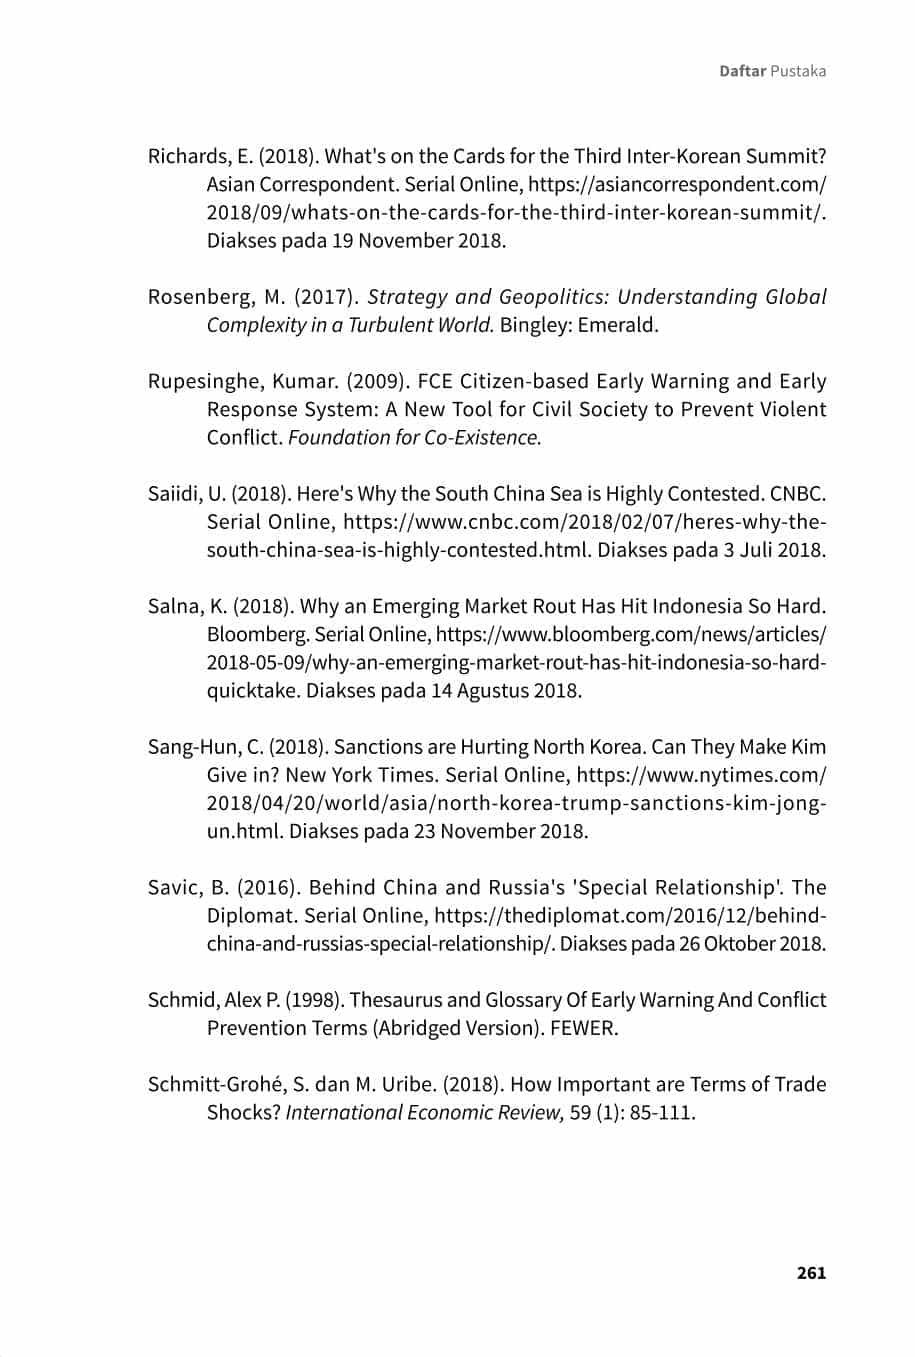 Daftar Pustaka
Richards, E. (2018). What's on the Cards for the Third Inter-Korean Summit?
Asian Correspondent. Serial Online, https://asiancorrespondent.com/
2018/09/whats-on-the-cards-for-the-third-inter-korean-summit/.
Diakses pada 19 November 2018.
Rosenberg, M. (2017). Strategy and Geopolitics: Understanding Global
Complexity in a Turbulent World. Bingley: Emerald.
Rupesinghe, Kumar. (2009). FCE Citizen-based Early Warning and Early
Response System: A New Tool for Civil Society to Prevent Violent
Conflict. Foundation for Co-Existence.
Saiidi, U. (2018). Here's Why the South China Sea is Highly Contested. CNBC.
Serial Online, https://www.cnbc.com/2018/02/07/heres-why-the-
south-china-sea-is-highly-contested.html. Diakses pada 3 Juli 2018.
Salna, K. (2018). Why an Emerging Market Rout Has Hit Indonesia So Hard.
Bloomberg. Serial Online, https://www.bloomberg.com/news/articles/
2018-05-09/why-an-emerging-market-rout-has-hit-indonesia-so-hard-
quicktake. Diakses pada 14 Agustus 2018.
Sang-Hun, C. (2018). Sanctions are Hurting North Korea. Can They Make Kim
Give in? New York Times. Serial Online, https://www.nytimes.com/
2018/04/20/world/asia/north-korea-trump-sanctions-kim-jong-
un.html. Diakses pada 23 November 2018.
Savic, B. (2016). Behind China and Russia's 'Special Relationship'. The
Diplomat. Serial Online, https://thediplomat.com/2016/12/behind-
china-and-russias-special-relationship/. Diakses pada 26 Oktober 2018.
Schmid, Alex P. (1998). Thesaurus and Glossary Of Early Warning And Conflict
Prevention Terms (Abridged Version). FEWER.
Schmitt-Grohé, S. dan M. Uribe. (2018). How Important are Terms of Trade
Shocks? International Economic Review, 59 (1): 85-111.
261